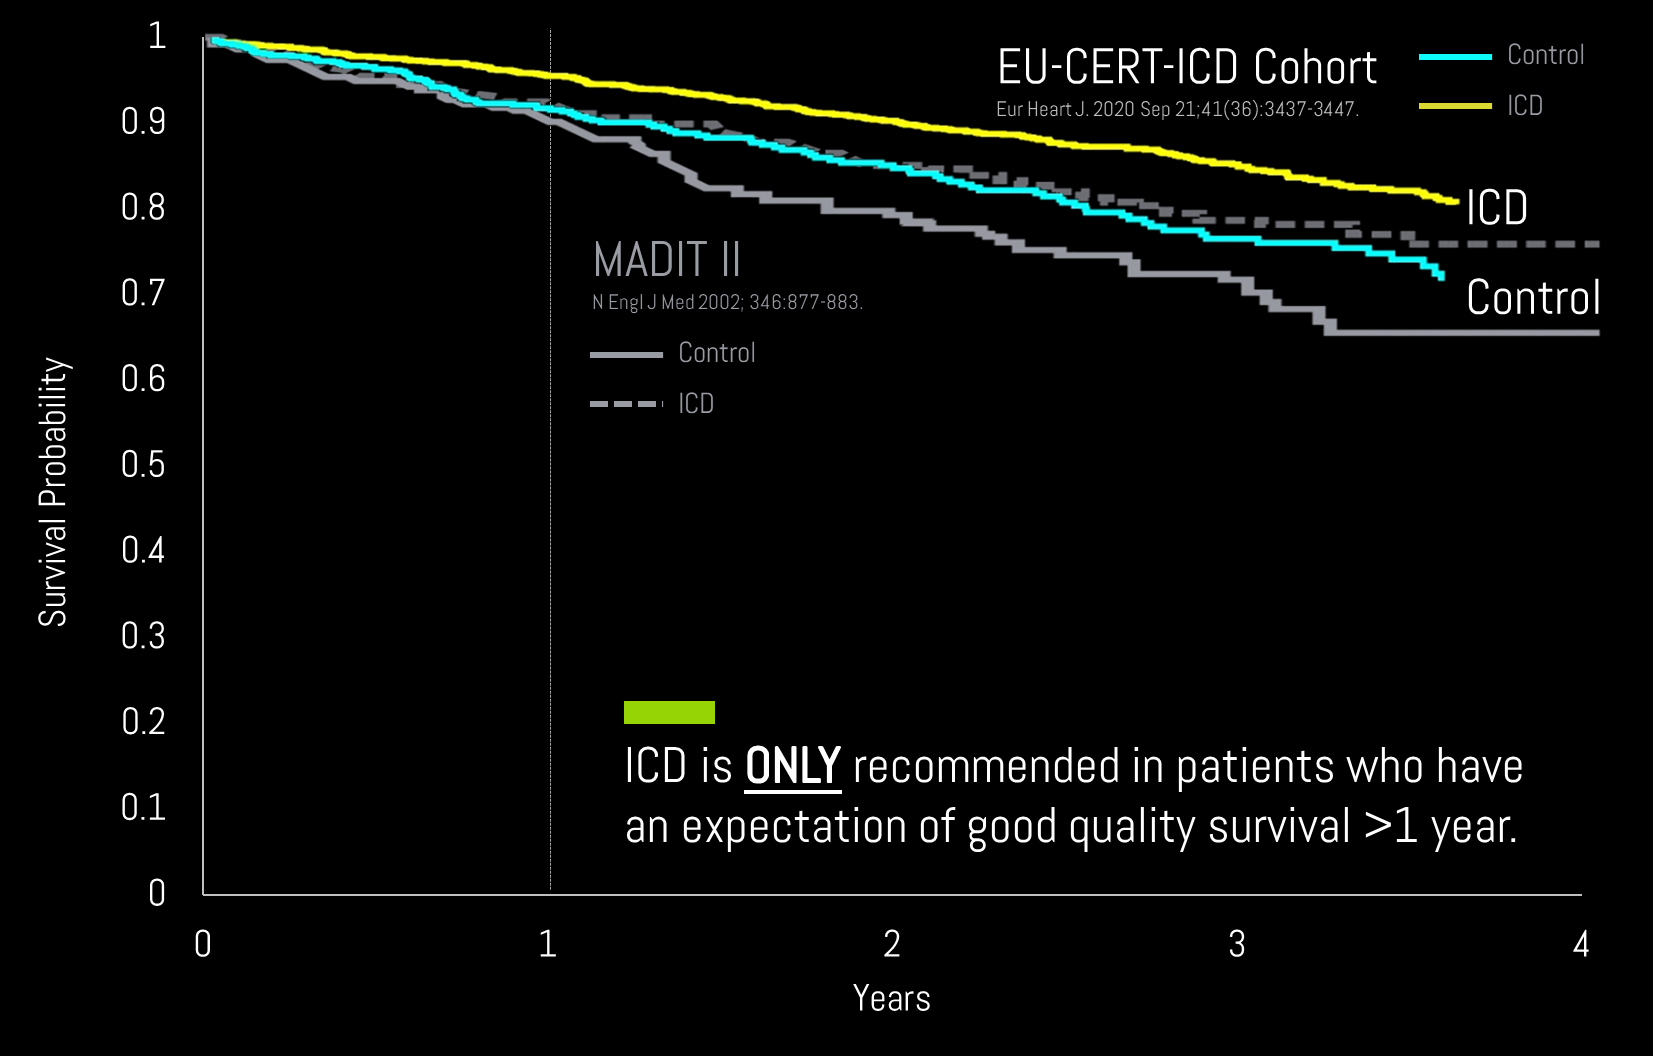 1
0.9
0.8
0.7
0.6
0.5
0.4
0.3
0.2
0.1
0
Survival Probability
0
1
2
3
4
Years
EU-CERT-ICD Cohort
Eur Heart J. 2020 Sep 21;41(36):3437-3447.
Control
ICD
ICD
Control
MADIT II
N Engl J Med 2002; 346:877-883.
Control
ICD
ICD is ONLY recommended in patients who have
an expectation of good quality survival >1 year.